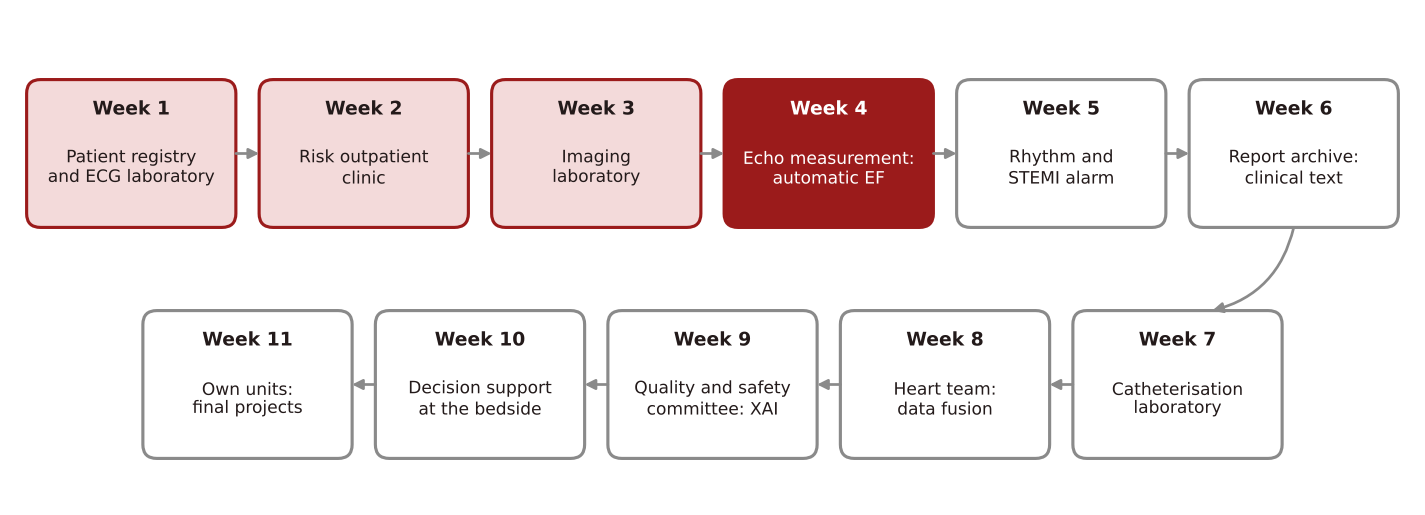 Week 1
Patient registry
and ECG laboratory
Week 2
Risk outpatient
clinic
Week 3
Imaging
laboratory
Week 4
Echo measurement:
automatic EF
Week 5
Rhythm and
STEMI alarm
Week 6
Report archive:
clinical text
Week 7
Catheterisation
laboratory
Week 8
Heart team:
data fusion
Week 9
Quality and safety
committee: XAI
Week 10
Decision support
at the bedside
Week 11
Own units:
final projects